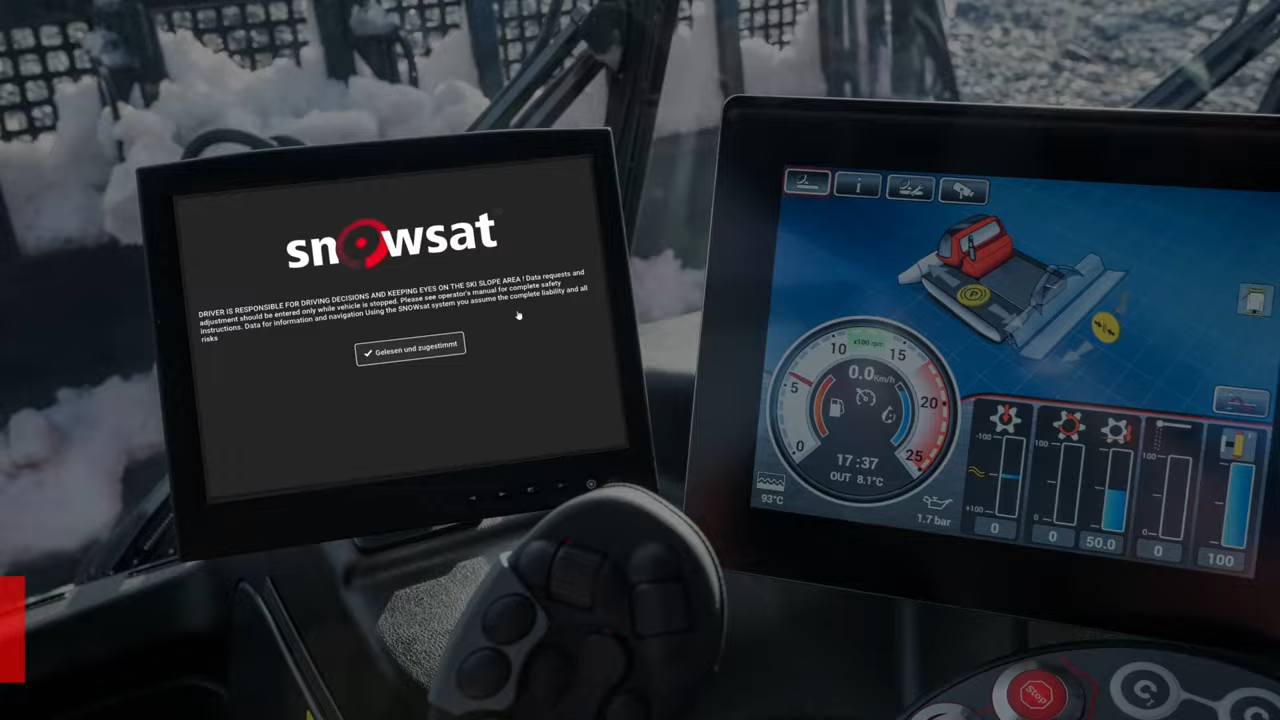 snowsat
DRIVER IS RESPONSIBLE FOR DRIVING DECISIONS AND KEEPING EYES ON THE SKI SLOPE AREA ! Data requests and
adjustment should be entered only while vehicle is stopped. Please see operator's manual for complete safety
instructions. Data for information and navigation Using the SNOWsat system you assume the complete liability and all
risks
✔ Gelesen und zugestimmt
i
P
x100 rpm
0
5
10
15
20
25
0.0 Km/h
17:37
OUT 8.1°C
93°C
1.7 bar
-100
+100
0
100
0
0
50.0
100
0
100
Stop!